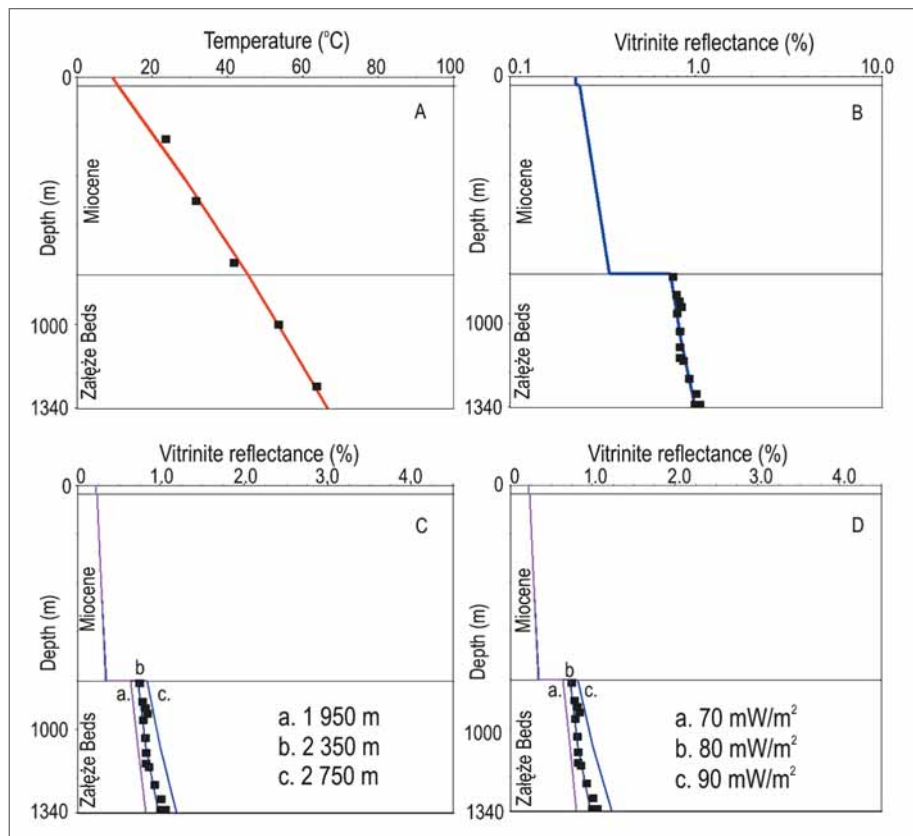 Temperature (°C)
0 20 40 60 80 100
0
1000
1340
Depth (m)
Miocene
Załęże Beds
A
Vitrinite reflectance (%)
0.1 1.0 10.0
0
1000
1340
Depth (m)
Miocene
Załęże Beds
B
Vitrinite reflectance (%)
0 1.0 2.0 3.0 4.0
0
1000
1340
Depth (m)
Miocene
Załęże Beds
C
b
a. c.
a. 1 950 m
b. 2 350 m
c. 2 750 m
Vitrinite reflectance (%)
0 1.0 2.0 3.0 4.0
0
1000
1340
Depth (m)
Miocene
Załęże Beds
D
b
a. c.
a. 70 mW/m²
b. 80 mW/m²
c. 90 mW/m²